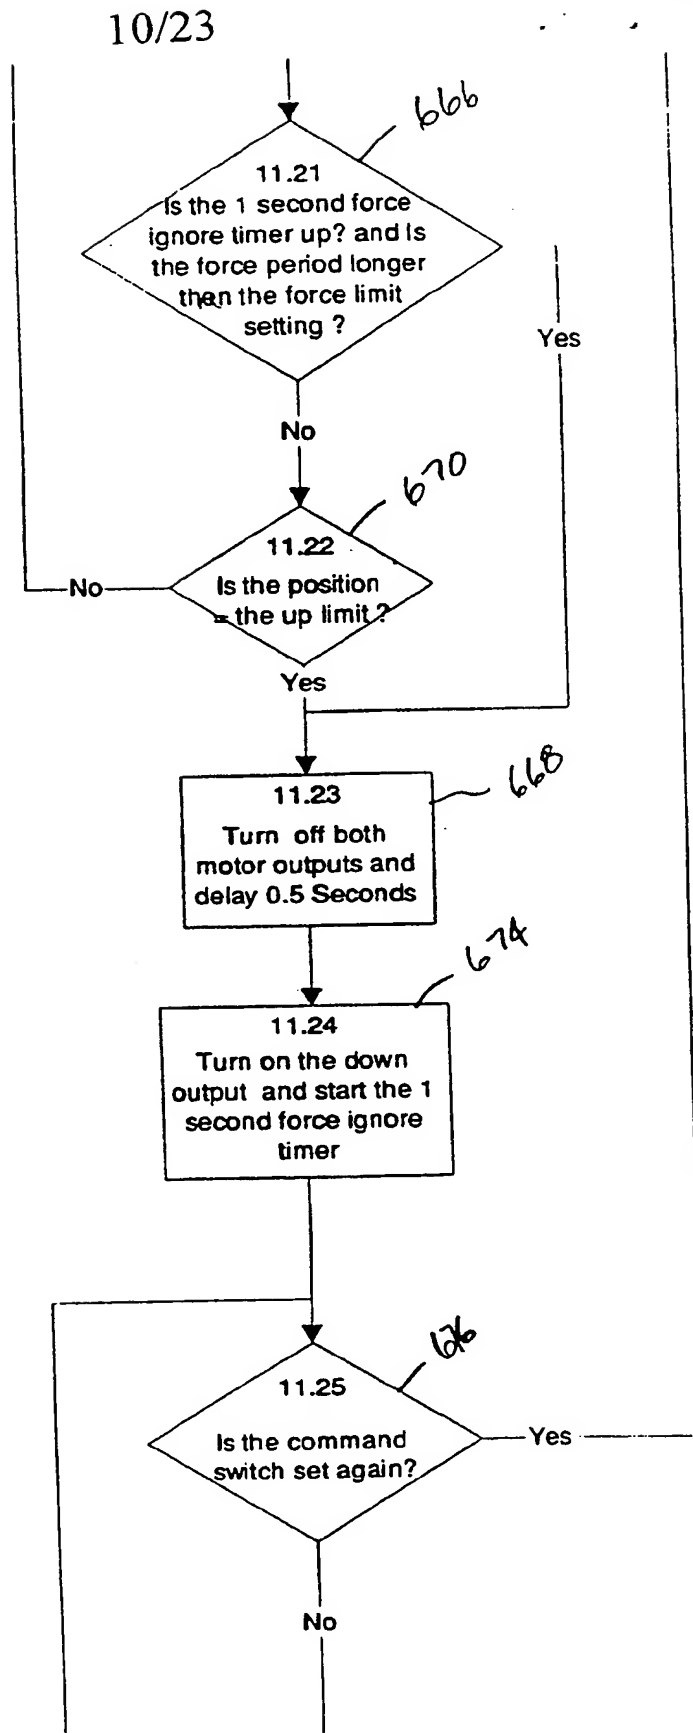 10/23
666
11.21
Is the 1 second force
ignore timer up? and Is
the force period longer
then the force limit
setting ?
Yes
No
670
11.22
Is the position
= the up limit ?
No
Yes
668
11.23
Turn off both
motor outputs and
delay 0.5 Seconds
674
11.24
Turn on the down
output and start the 1
second force ignore
timer
676
11.25
Is the command
switch set again?
Yes
No